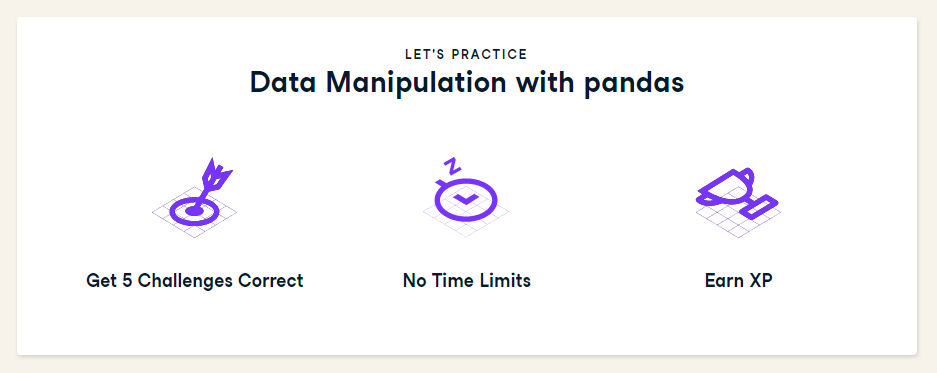 LET'S PRACTICE
Data Manipulation with pandas
Z
Get 5 Challenges Correct
No Time Limits
Earn XP